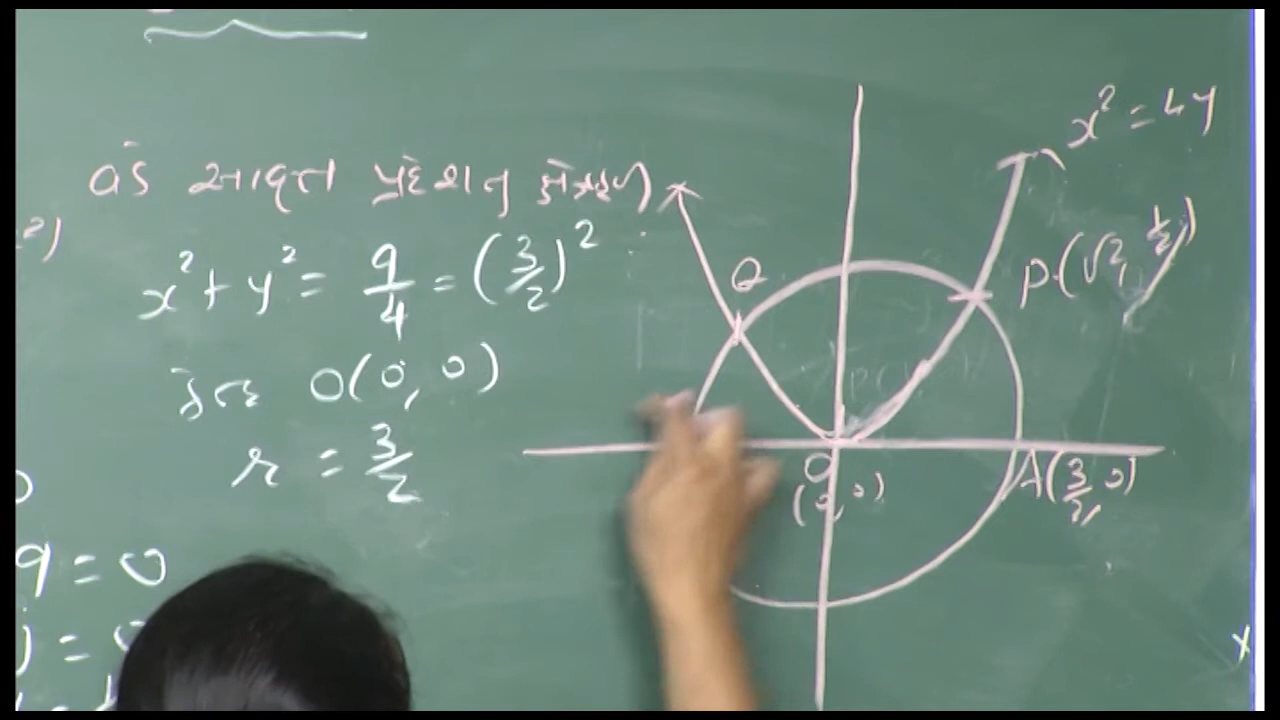 વડે આવૃત્ત પ્રદેશનું ક્ષેત્રફળ
x² + y² = 9/4 = (3/2)²
કેન્દ્ર O(0, 0)
r = 3/2
9 = 0
x² = 4y
P(√2, 1/2)
Q
O
(0, 0)
A(3/2, 0)